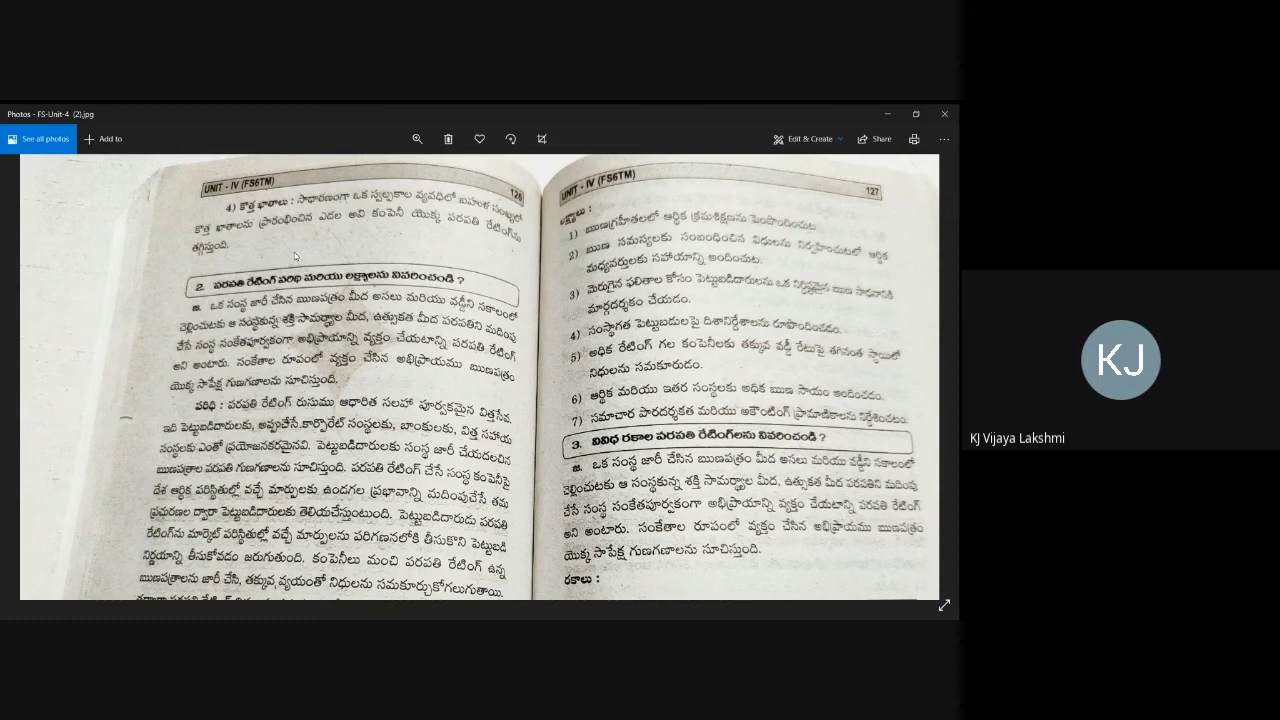 Photos - FS-Unit-4 (2).jpg
See all photos
Add to
Edit & Create
Share
UNIT - IV (FS6TM)
126
4) కొత్త ఖాతాలు : సాధారణంగా ఒక స్వల్పకాల వ్యవధిలో బహుళ సంఖ్యలో
కొత్త ఖాతాలను ప్రారంభించిన ఎడల అవి కంపెనీ యొక్క పరపతి రేటింగ్‌ను
తగ్గిస్తుంది.
2. పరపతి రేటింగ్ పరిధి మరియు లక్ష్యాలను వివరించండి ?
జ. ఒక సంస్థ జారీ చేసిన ఋణపత్రం మీద అసలు మరియు వడ్డీని సకాలంలో
చెల్లించుటకు ఆ సంస్థకున్న శక్తి సామర్థ్యాల మీద, ఉత్సుకత మీద పరపతిని మదింపు
చేసే సంస్థ సంకేతపూర్వకంగా అభిప్రాయాన్ని వ్యక్తం చేయటాన్ని పరపతి రేటింగ్
అని అంటారు. సంకేతాల రూపంలో వ్యక్తం చేసిన అభిప్రాయము ఋణపత్రం
యొక్క సాపేక్ష గుణగణాలను సూచిస్తుంది.
పరిధి : పరపతి రేటింగ్ రుసుము ఆధారిత సలహా పూర్వకమైన విత్తసేవ.
ఇది పెట్టుబడిదారులకు, అప్పుచేసే కార్పొరేట్ సంస్థలకు, బాంకులకు, విత్త సహాయ
సంస్థలకు ఎంతో ప్రయోజనకరమైనవి. పెట్టుబడిదారులకు సంస్థ జారీ చేయదలచిన
ఋణపత్రాల పరపతి గుణగణాలను సూచిస్తుంది. పరపతి రేటింగ్ చేసే సంస్థ కంపెనీపై
దేశ ఆర్థిక పరిస్థితుల్లో వచ్చే మార్పులకు ఉండగల ప్రభావాన్ని మదింపుచేసే తమ
ప్రచురణల ద్వారా పెట్టుబడిదారులకు తెలియచేస్తుంటుంది. పెట్టుబడిదారుడు పరపతి
రేటింగ్‌ను మార్కెట్ పరిస్థితుల్లో వచ్చే మార్పులను పరిగణనలోకి తీసుకొని పెట్టుబడి
నిర్ణయాన్ని తీసుకోవడం జరుగుతుంది. కంపెనీలు మంచి పరపతి రేటింగ్ ఉన్న
ఋణపత్రాలను జారీ చేసి, తక్కువ వ్యయంతో నిధులను సమకూర్చుకోగలుగుతాయి.
UNIT - IV (FS6TM)
127
లక్ష్యాలు :
1) ఋణగ్రహీతలలో ఆర్థిక క్రమశిక్షణను పెంపొందించుట
2) ఋణ సమస్యలకు సంబంధించిన విధులను నిర్వహించుటలో ఆర్థిక
మధ్యవర్తులకు సహాయాన్ని అందించుట.
3) మెరుగైన ఫలితాల కోసం పెట్టుబడిదారులను ఒక నిర్దిష్టమైన ఋణ సాధనానికి
మార్గదర్శకం చేయడం.
4) సంస్థాగత పెట్టుబడులపై దిశానిర్దేశాలను రూపొందించడం.
5) అధిక రేటింగ్ గల కంపెనీలకు తక్కువ వడ్డీ రేటుపై తగినంత స్థాయిలో
నిధులను సమకూరుడం.
6) ఆర్థిక మరియు ఇతర సంస్థలకు అధిక ఋణ సాయం అందించడం.
7) సమాచార పారదర్శకత మరియు అకౌంటింగ్ ప్రామాణికాలను నిర్దేశించటం.
3. వివిధ రకాల పరపతి రేటింగ్‌లను వివరించండి ?
జ. ఒక సంస్థ జారీ చేసిన ఋణపత్రం మీద అసలు మరియు వడ్డీని సకాలంలో
చెల్లించుటకు ఆ సంస్థకున్న శక్తి సామర్థ్యాల మీద, ఉత్సుకత మీద పరపతిని మదింపు
చేసే సంస్థ సంకేతపూర్వకంగా అభిప్రాయాన్ని వ్యక్తం చేయటాన్ని పరపతి రేటింగ్
అని అంటారు. సంకేతాల రూపంలో వ్యక్తం చేసిన అభిప్రాయము ఋణపత్రం
యొక్క సాపేక్ష గుణగణాలను సూచిస్తుంది.
రకాలు :
KJ
KJ Vijaya Lakshmi